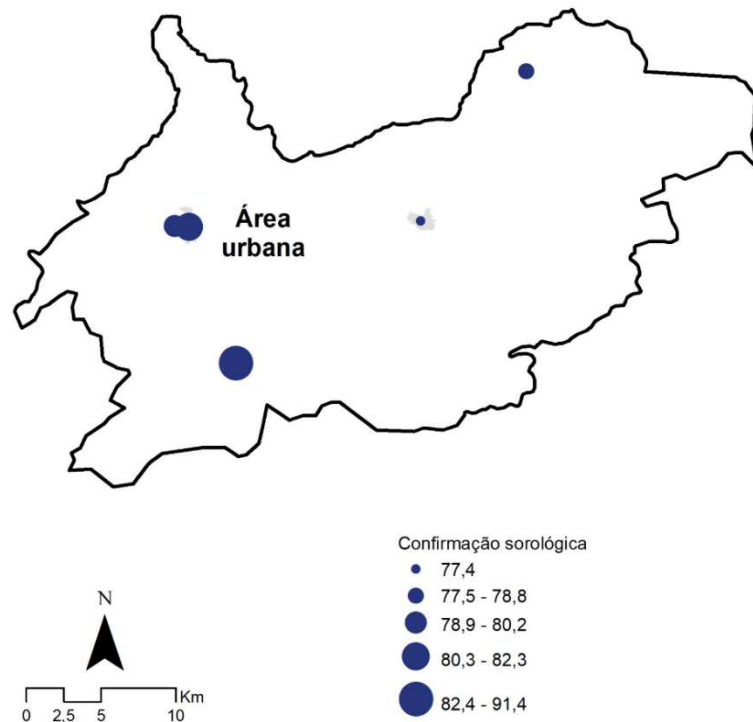 Área
urbana
Confirmação sorológica
77,4
77,5 - 78,8
78,9 - 80,2
80,3 - 82,3
82,4 - 91,4
N
Km
0 2,5 5 10